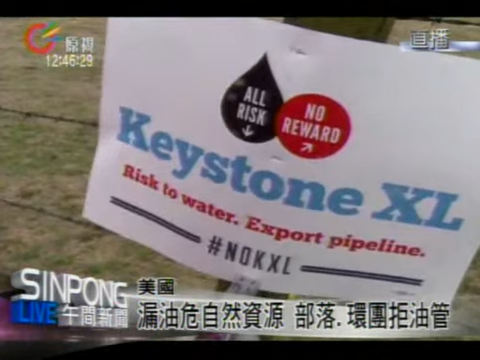 原視
直播
12:46:29
ALL
RISK
NO
REWARD
Keystone XL
Risk to water. Export pipeline.
#NOKXL
SINPONG
美國
LIVE 午間新聞
漏油危自然資源 部落.環團拒油管